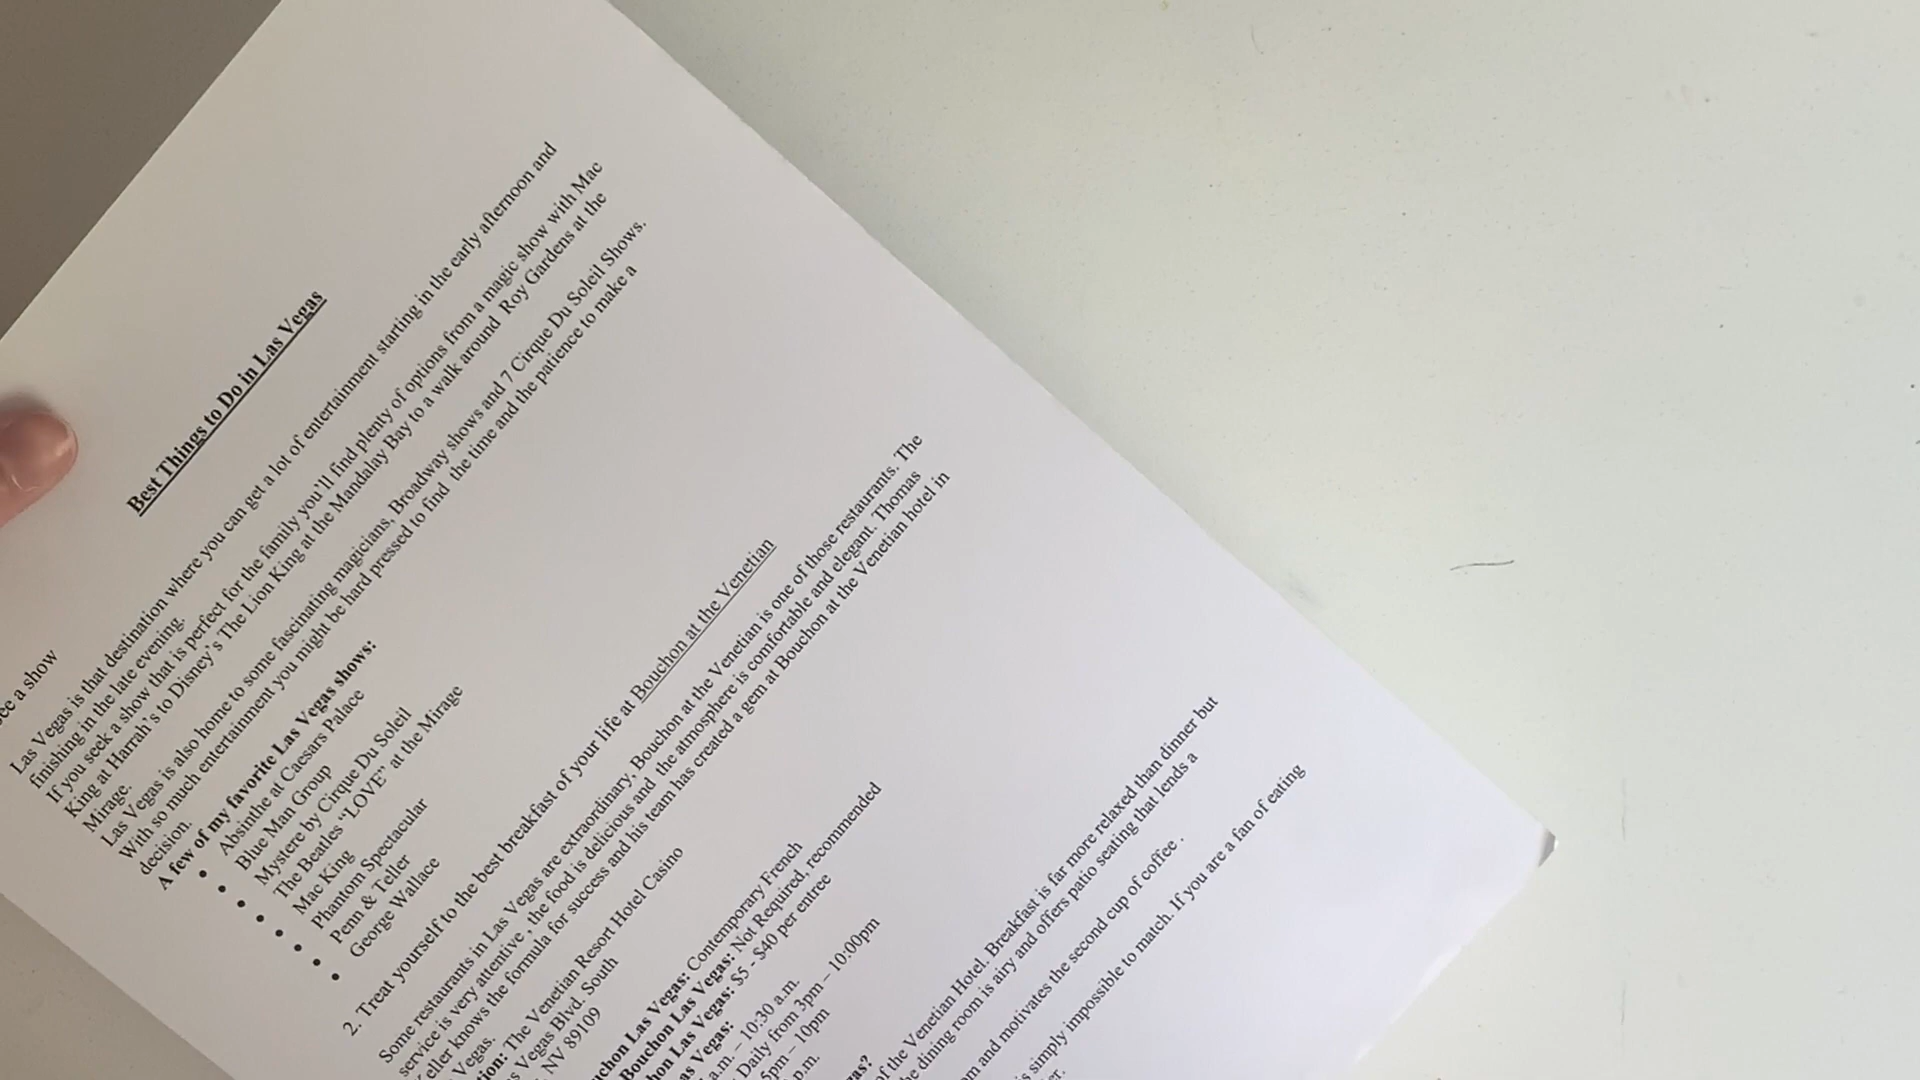 Best Things to Do in Las Vegas
ee a show
Las Vegas is that destination where you can get a lot of entertainment starting in the early afternoon and
finishing in the late evening.
If you seek a show that is perfect for the family you'll find plenty of options from a magic show with Mac
King at Harrah's to Disney's The Lion King at the Mandalay Bay to a walk around Roy Gardens at the
Mirage.
Las Vegas is also home to some fascinating magicians, Broadway shows and 7 Cirque Du Soleil Shows.
With so much entertainment you might be hard pressed to find the time and the patience to make a
decision.
A few of my favorite Las Vegas shows:
• Absinthe at Caesars Palace
• Blue Man Group
• Mystere by Cirque Du Soleil
• The Beatles “LOVE” at the Mirage
• Mac King
• Phantom Spectacular
• Penn & Teller
• George Wallace
2. Treat yourself to the best breakfast of your life at Bouchon at the Venetian
Some restaurants in Las Vegas are extraordinary, Bouchon at the Venetian is one of those restaurants. The
service is very attentive , the food is delicious and the atmosphere is comfortable and elegant. Thomas
Keller knows the formula for success and his team has created a gem at Bouchon at the Venetian hotel in
Vegas.
tion: The Venetian Resort Hotel Casino
s Vegas Blvd. South
NV 89109
uchon Las Vegas: Contemporary French
Bouchon Las Vegas: Not Required, recommended
hon Las Vegas: $5 - $40 per entree
as Vegas:
a.m. – 10:30 a.m.
Daily from 3pm – 10:00pm
5pm – 10pm
p.m.
gas?
of the Venetian Hotel. Breakfast is far more relaxed than dinner but
he dining room is airy and offers patio seating that lends a
om and motivates the second cup of coffee .
s simply impossible to match. If you are a fan of eating
er.